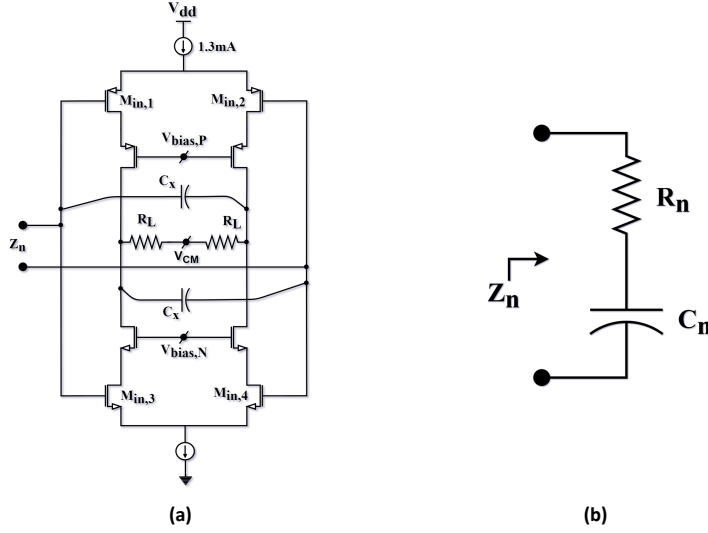 Vdd
1.3mA
Min,1
Min,2
Vbias,P
Cx
RL
RL
Zn
VCM
Cx
Vbias,N
Min,3
Min,4
(a)
Rn
Zn
Cn
(b)